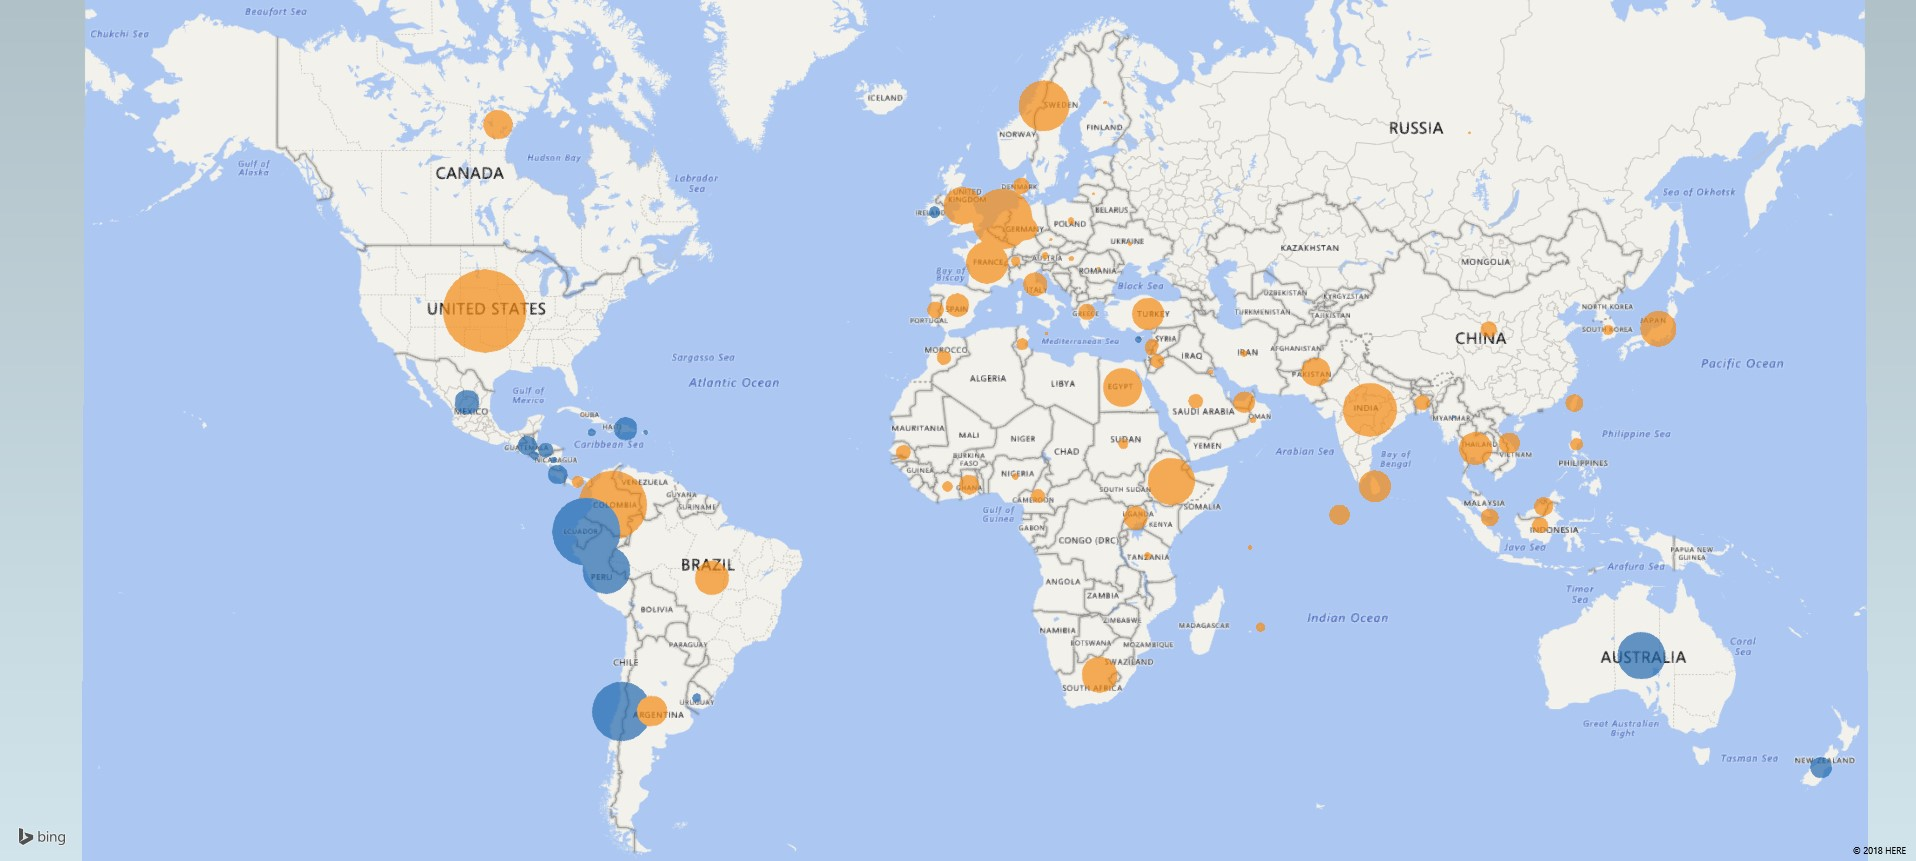 Beaufort Sea
Chukchi Sea
ICELAND
SWEDEN
RUSSIA
NORWAY
FINLAND
Gulf of
Alaska
CANADA
Hudson Bay
Labrador
Sea
Sea of Okhotsk
UNITED
KINGDOM
DENMARK
IRELAND
BELARUS
POLAND
GERMANY
UKRAINE
KAZAKHSTAN
MONGOLIA
FRANCE
AUSTRIA
ROMANIA
Bay of
Biscay
ITALY
Black Sea
UZBEKISTAN
KYRGYZSTAN
UNITED STATES
SPAIN
PORTUGAL
GREECE
TURKEY
TURKMENISTAN
TAJIKISTAN
NORTH KOREA
SOUTH KOREA
JAPAN
CHINA
Mediterranean Sea
SYRIA
Sargasso Sea
MOROCCO
IRAQ
IRAN
AFGHANISTAN
Pacific Ocean
Atlantic Ocean
ALGERIA
LIBYA
EGYPT
PAKISTAN
Gulf of
Mexico
MEXICO
CUBA
HA
SAUDI ARABIA
OMAN
INDIA
MYANMAR
Caribbean Sea
MAURITANIA
MALI
NIGER
CHAD
SUDAN
YEMEN
Arabian Sea
Bay of
Bengal
THAILAND
VIETNAM
Philippine Sea
PHILIPPINES
GUATEMALA
NICARAGUA
BURKINA
FASO
GUINEA
GHANA
NIGERIA
CAMEROON
SOUTH SUDAN
SOMALIA
VENEZUELA
GUYANA
SURINAME
COLOMBIA
Gulf of
Guinea
GABON
UGANDA
KENYA
MALAYSIA
ECUADOR
CONGO (DRC)
TANZANIA
INDONESIA
Java Sea
PAPUA NEW
GUINEA
PERU
BRAZIL
ANGOLA
ZAMBIA
Arafura Sea
Timor
Sea
BOLIVIA
ZIMBABWE
NAMIBIA
BOTSWANA
MOZAMBIQUE
MADAGASCAR
Indian Ocean
Coral
Sea
PARAGUAY
CHILE
SWAZILAND
SOUTH AFRICA
AUSTRALIA
URUGUAY
ARGENTINA
Great Australian
Bight
Tasman Sea
NEW ZEALAND
bing
© 2018 HERE